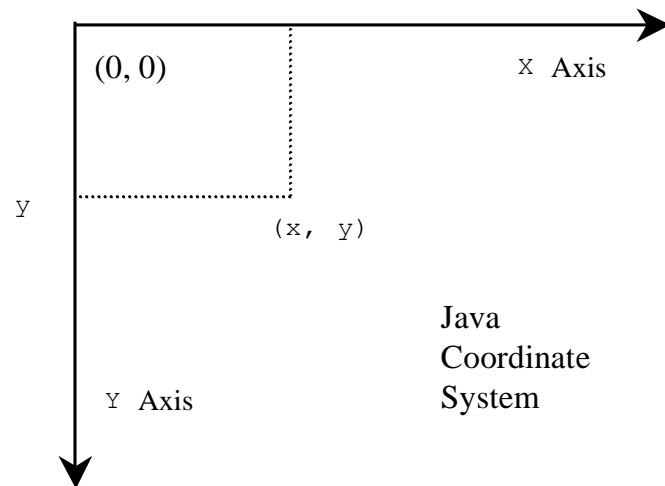 (0, 0)
X Axis
y
(x, y)
Java
Coordinate
System
Y Axis